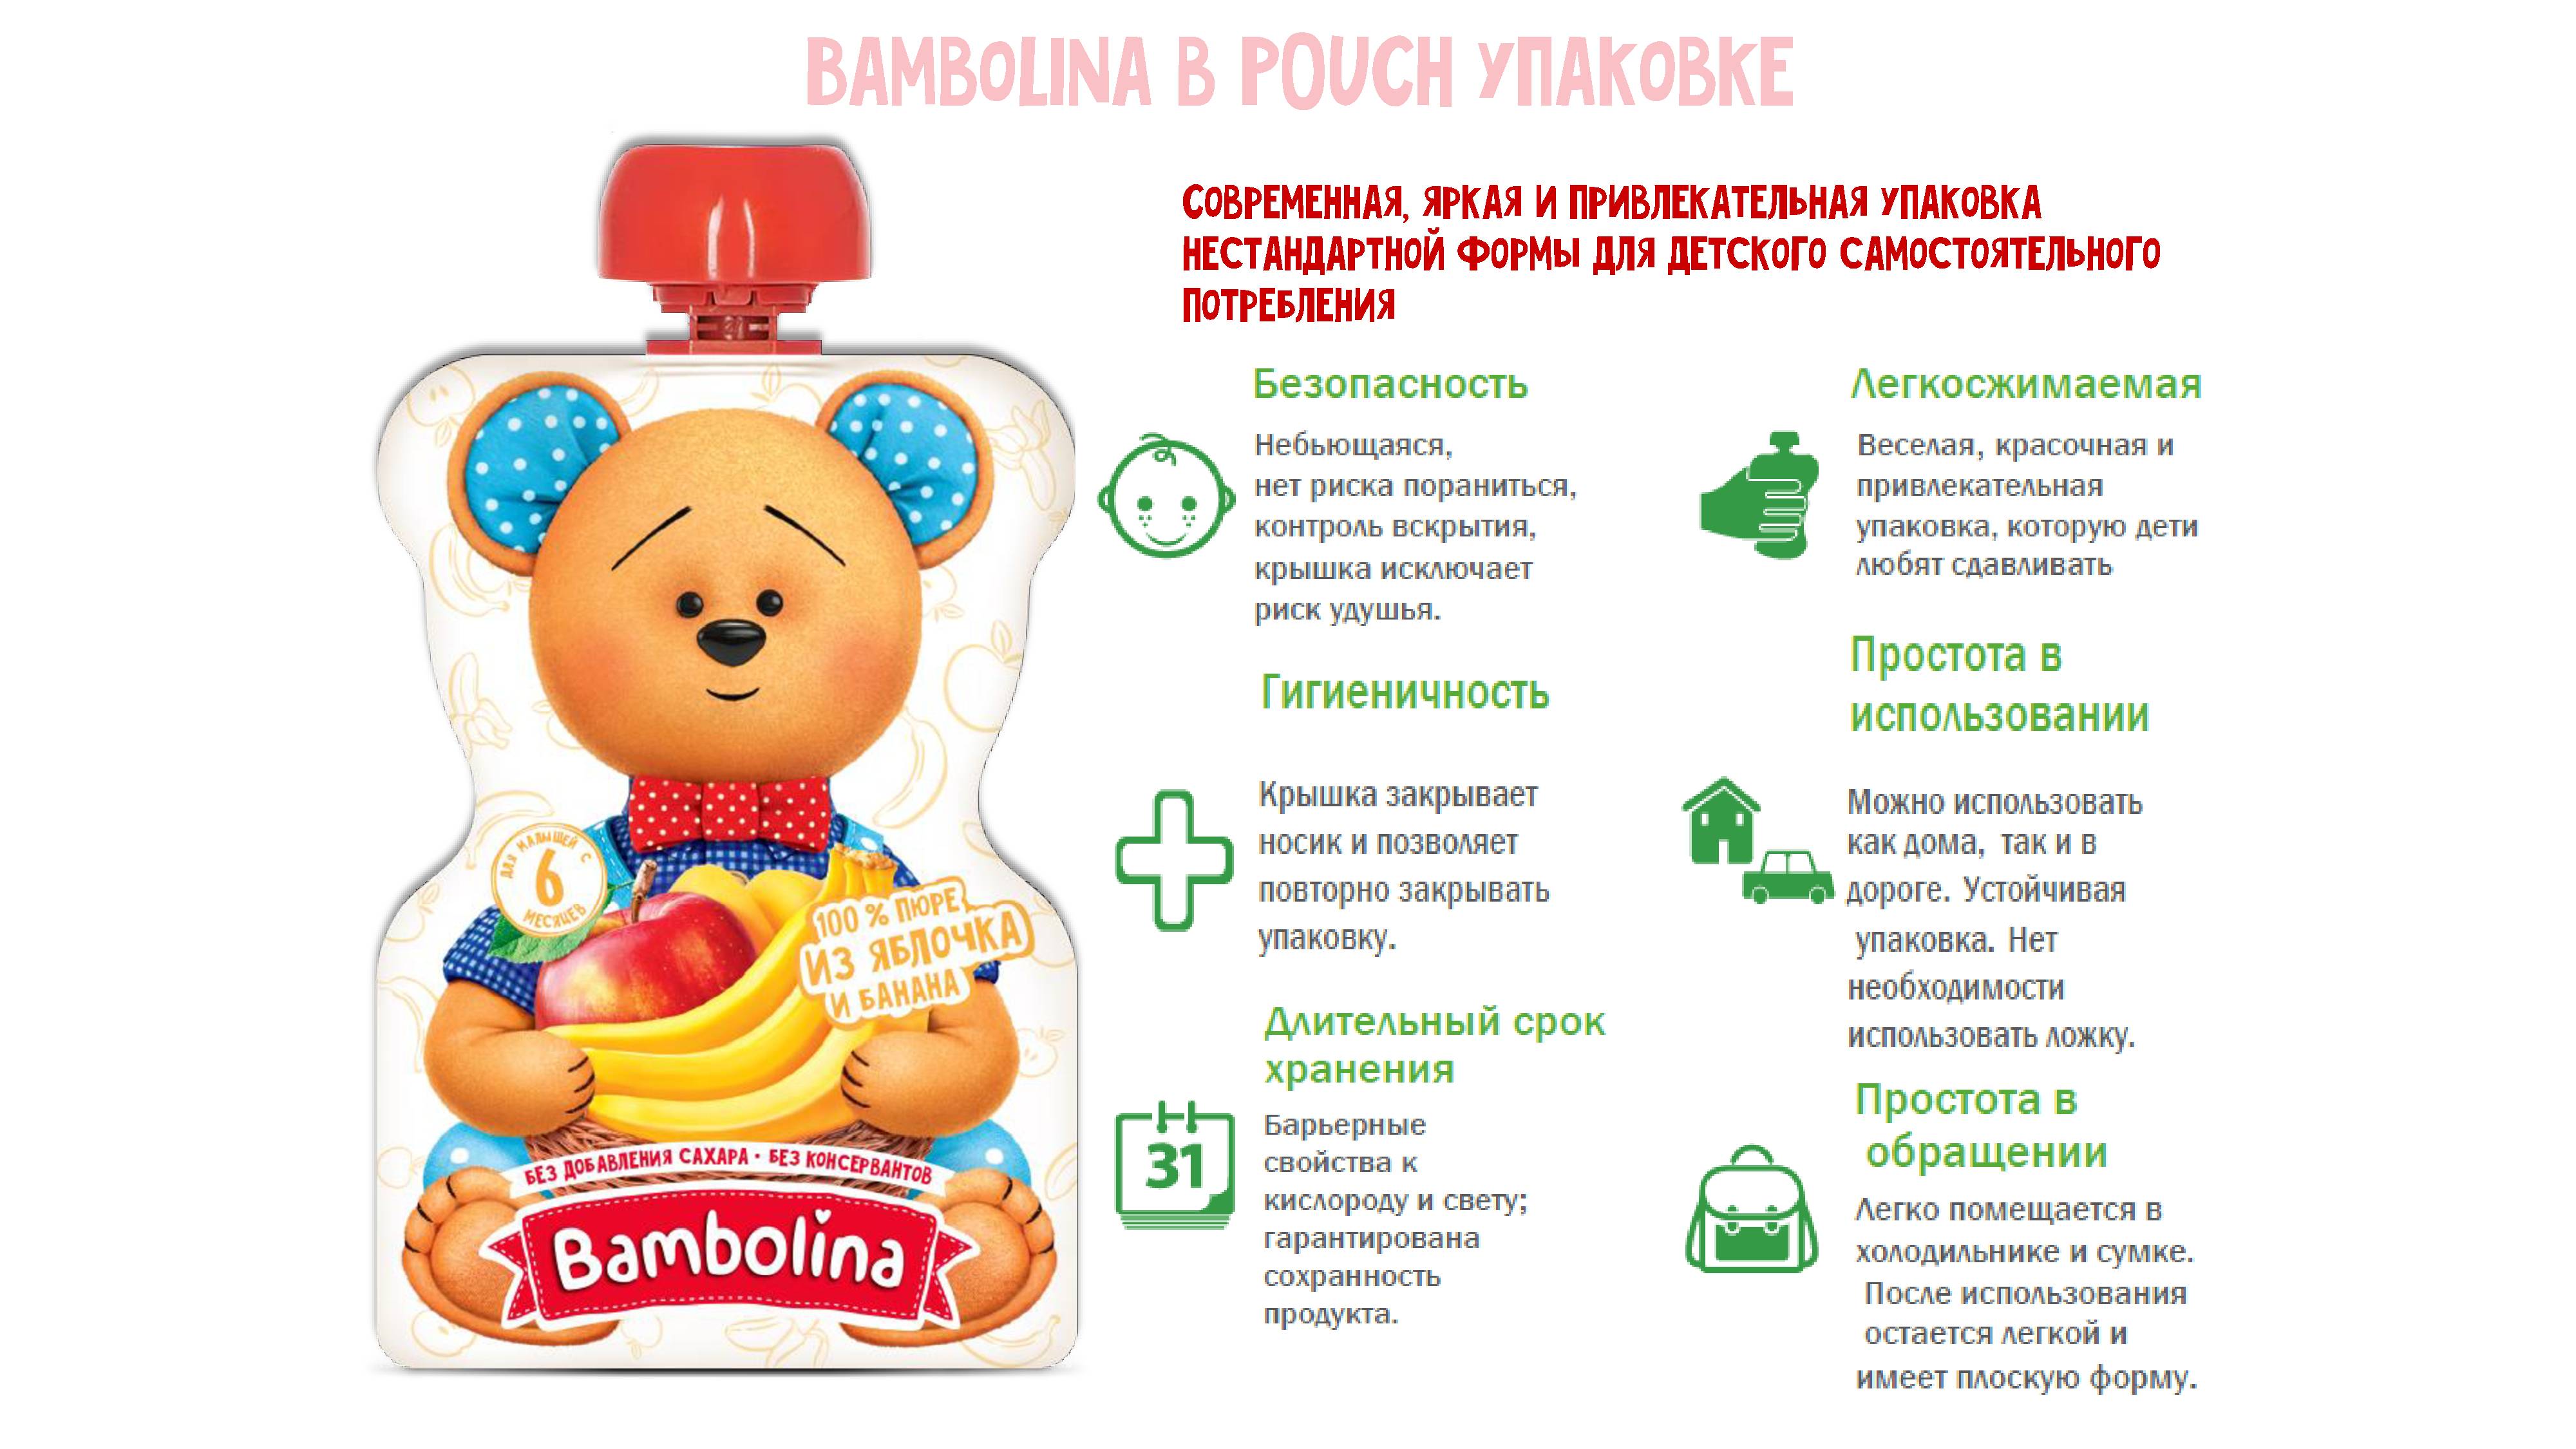 BAMBOLINA В POUCH УПАКОВКЕ
СОВРЕМЕННАЯ, ЯРКАЯ И ПРИВЛЕКАТЕЛЬНАЯ УПАКОВКА
НЕСТАНДАРТНОЙ ФОРМЫ ДЛЯ ДЕТСКОГО САМОСТОЯТЕЛЬНОГО
ПОТРЕБЛЕНИЯ
ДЛЯ МАЛЫШЕЙ С
6
МЕСЯЦЕВ
100 % ПЮРЕ
ИЗ ЯБЛОЧКА
И БАНАНА
БЕЗ ДОБАВЛЕНИЯ САХАРА • БЕЗ КОНСЕРВАНТОВ
Bambolina
Безопасность
Небьющаяся,
нет риска пораниться,
контроль вскрытия,
крышка исключает
риск удушья.
Гигиеничность
Крышка закрывает
носик и позволяет
повторно закрывать
упаковку.
Длительный срок
хранения
31
Барьерные
свойства к
кислороду и свету;
гарантирована
сохранность
продукта.
Легкосжимаемая
Веселая, красочная и
привлекательная
упаковка, которую дети
любят сдавливать
Простота в
использовании
Можно использовать
как дома, так и в
дороге. Устойчивая
упаковка. Нет
необходимости
использовать ложку.
Простота в
обращении
Легко помещается в
холодильнике и сумке.
После использования
остается легкой и
имеет плоскую форму.